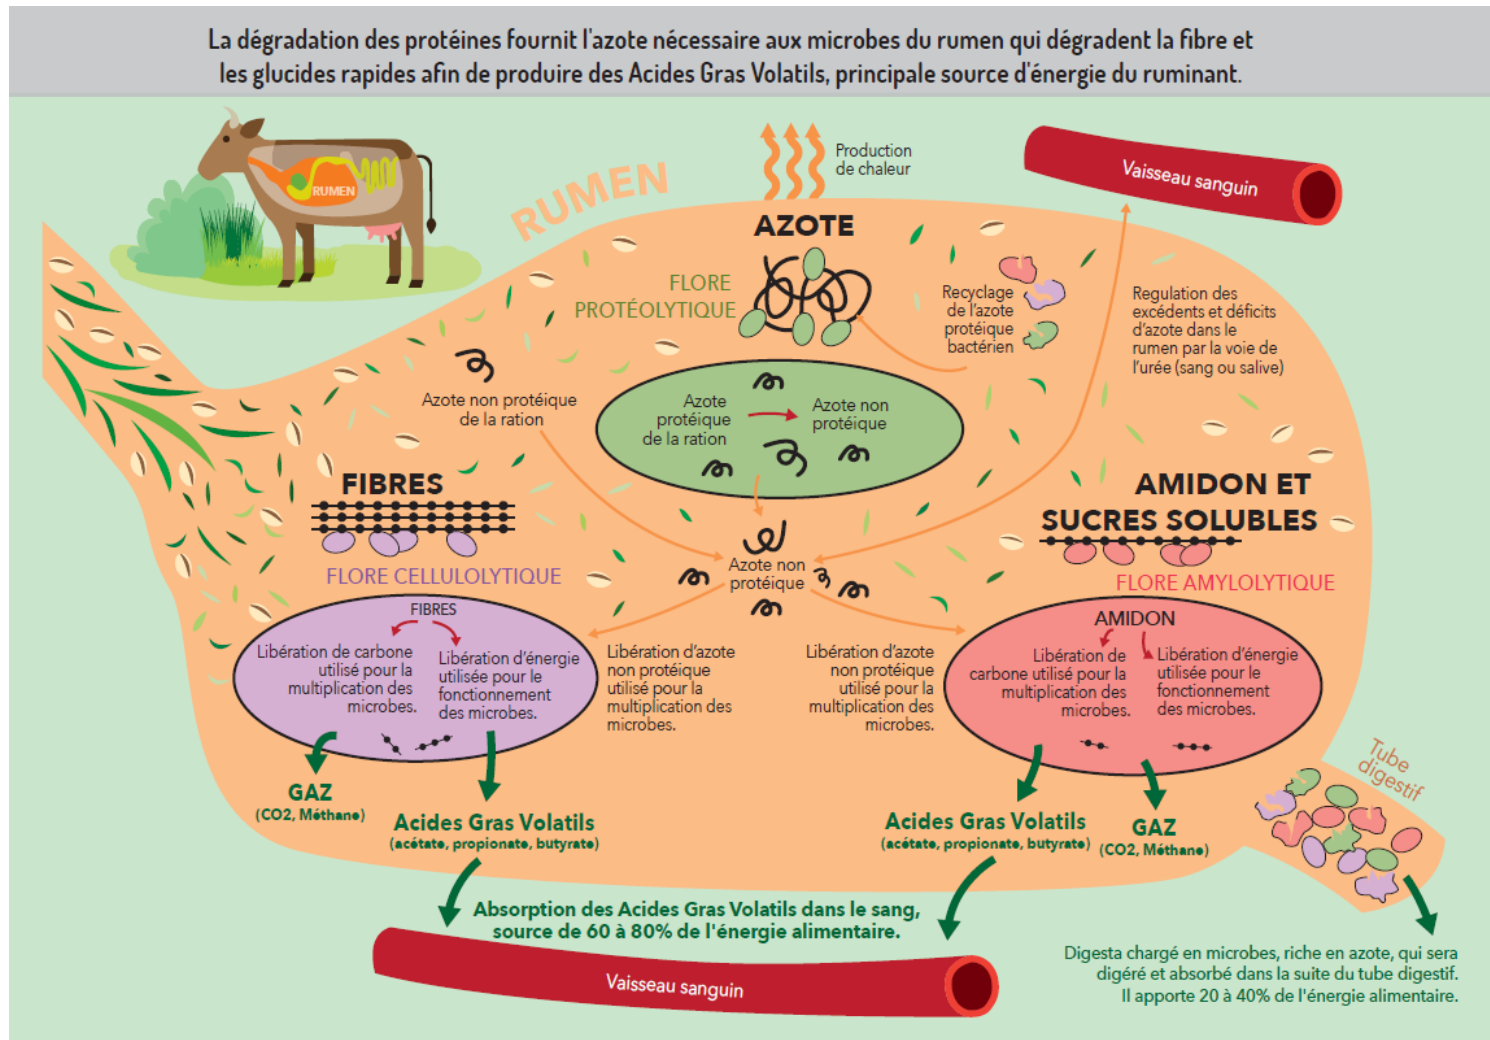 La dégradation des protéines fournit l'azote nécessaire aux microbes du rumen qui dégradent la fibre et
les glucides rapides afin de produire des Acides Gras Volatils, principale source d'énergie du ruminant.
RUMEN
RUMEN
Production
de chaleur
Vaisseau sanguin
AZOTE
FLORE
PROTÉOLYTIQUE
Recyclage
de l'azote
protéique
bactérien
Regulation des
excédents et déficits
d'azote dans le
rumen par la voie de
l'urée (sang ou salive)
Azote non protéique
de la ration
Azote
protéique
de la ration
Azote non
protéique
FIBRES
FLORE CELLULOLYTIQUE
AMIDON ET
SUCRES SOLUBLES
FLORE AMYLOLYTIQUE
Azote non
protéique
FIBRES
Libération de carbone
utilisé pour la
multiplication des
microbes.
Libération d'énergie
utilisée pour le
fonctionnement
des microbes.
Libération d'azote
non protéique
utilisé pour la
multiplication des
microbes.
Libération d'azote
non protéique
utilisé pour la
multiplication des
microbes.
AMIDON
Libération de
carbone utilisé pour la
multiplication des
microbes.
Libération d'énergie
utilisée pour le
fonctionnement
des microbes.
GAZ
(CO2, Méthane)
Acides Gras Volatils
(acétate, propionate, butyrate)
Acides Gras Volatils
(acétate, propionate, butyrate)
GAZ
(CO2, Méthane)
Tube
digestif
Absorption des Acides Gras Volatils dans le sang,
source de 60 à 80% de l'énergie alimentaire.
Vaisseau sanguin
Digesta chargé en microbes, riche en azote, qui sera
digéré et absorbé dans la suite du tube digestif.
Il apporte 20 à 40% de l'énergie alimentaire.